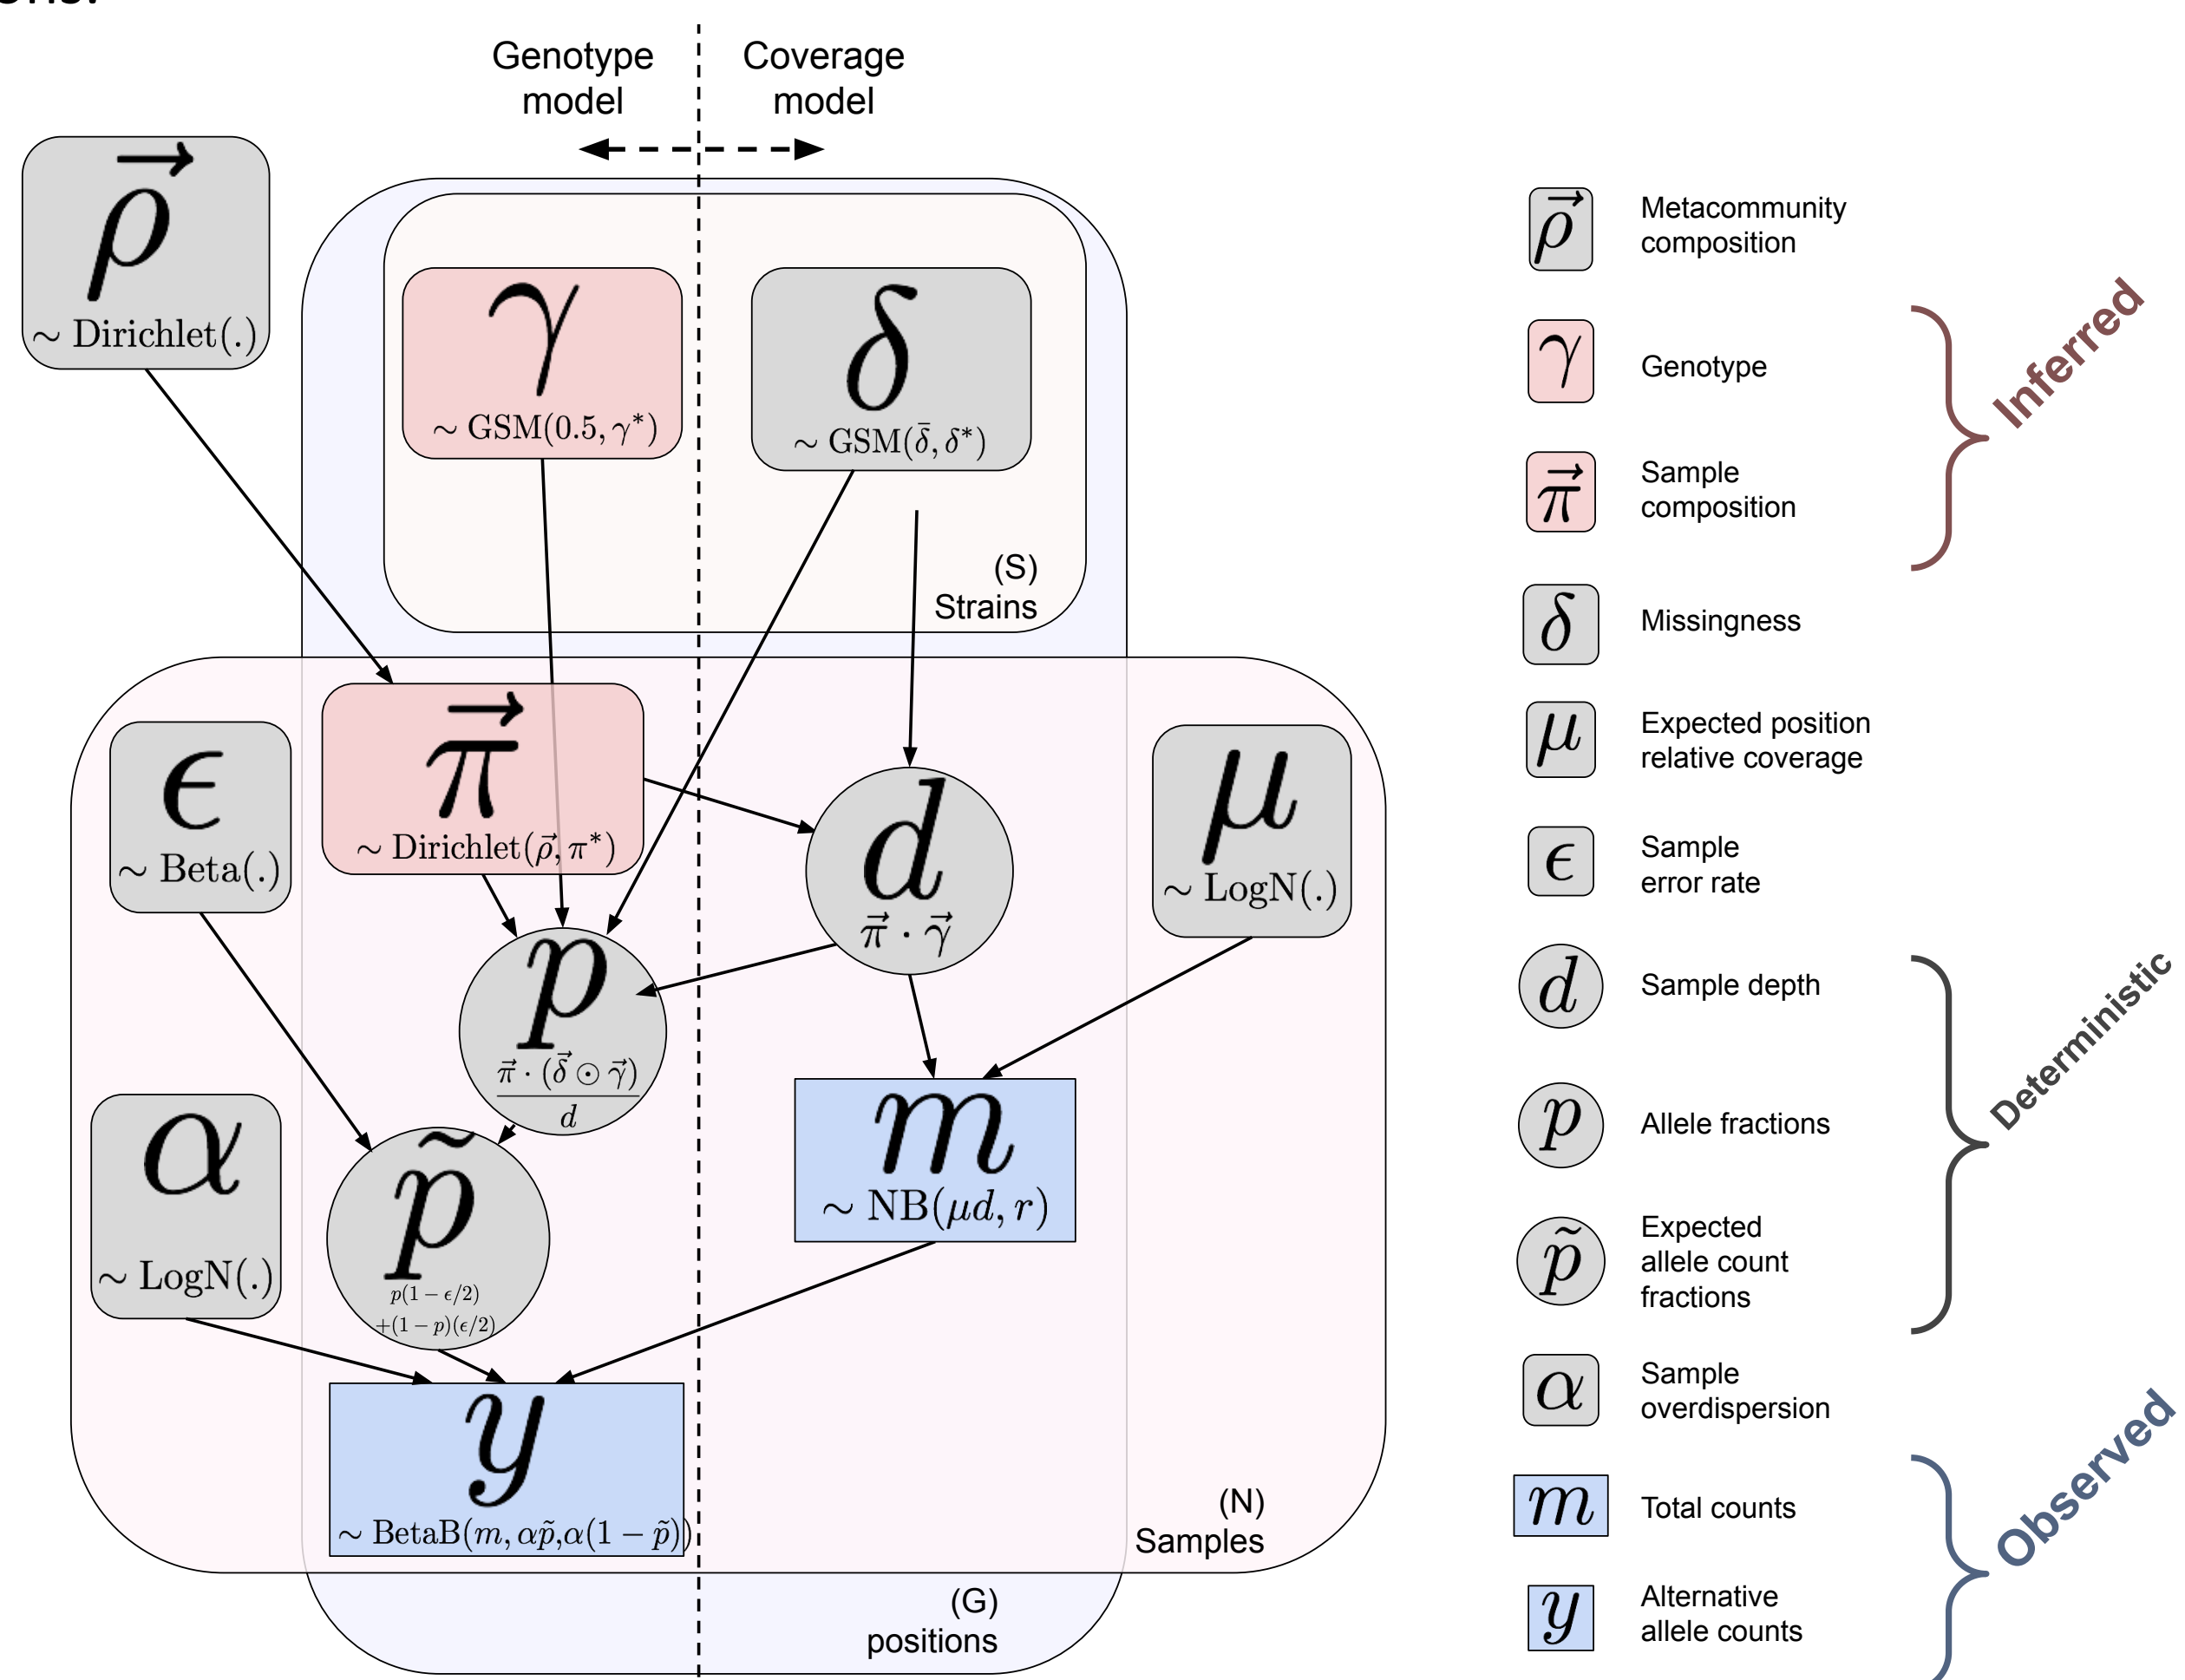 Genotype
model
Coverage
model
ρ⃗
∼ Dirichlet(.)
γ
∼ GSM(0.5, γ*)
δ
∼ GSM(δ̄, δ*)
(S)
Strains
ϵ
∼ Beta(.)
π⃗
∼ Dirichlet(ρ⃗, π*)
d
π⃗ · γ⃗
μ
∼ LogN(.)
p
π⃗ · (δ⃗ ⊙ γ⃗)
d
α
∼ LogN(.)
p̃
p(1 − ϵ/2)
+(1 − p)(ϵ/2)
m
∼ NB(μd, r)
y
∼ BetaB(m, αp̃,α(1 − p̃))
(N)
Samples
(G)
positions
ρ⃗
Metacommunity
composition
γ
Genotype
π⃗
Sample
composition
Inferred
δ
Missingness
μ
Expected position
relative coverage
ϵ
Sample
error rate
d
Sample depth
p
Allele fractions
p̃
Expected
allele count
fractions
Deterministic
α
Sample
overdispersion
m
Total counts
y
Alternative
allele counts
Observed